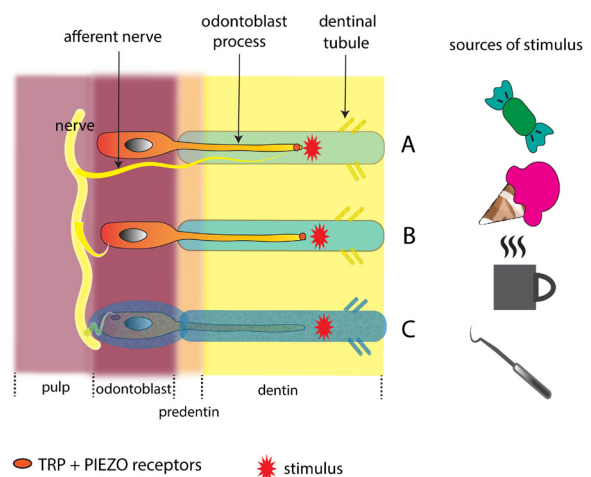 afferent nerve
odontoblast
process
dentinal
tubule
sources of stimulus
nerve
A
B
C
pulp
odontoblast
dentin
predentin
TRP + PIEZO receptors
stimulus